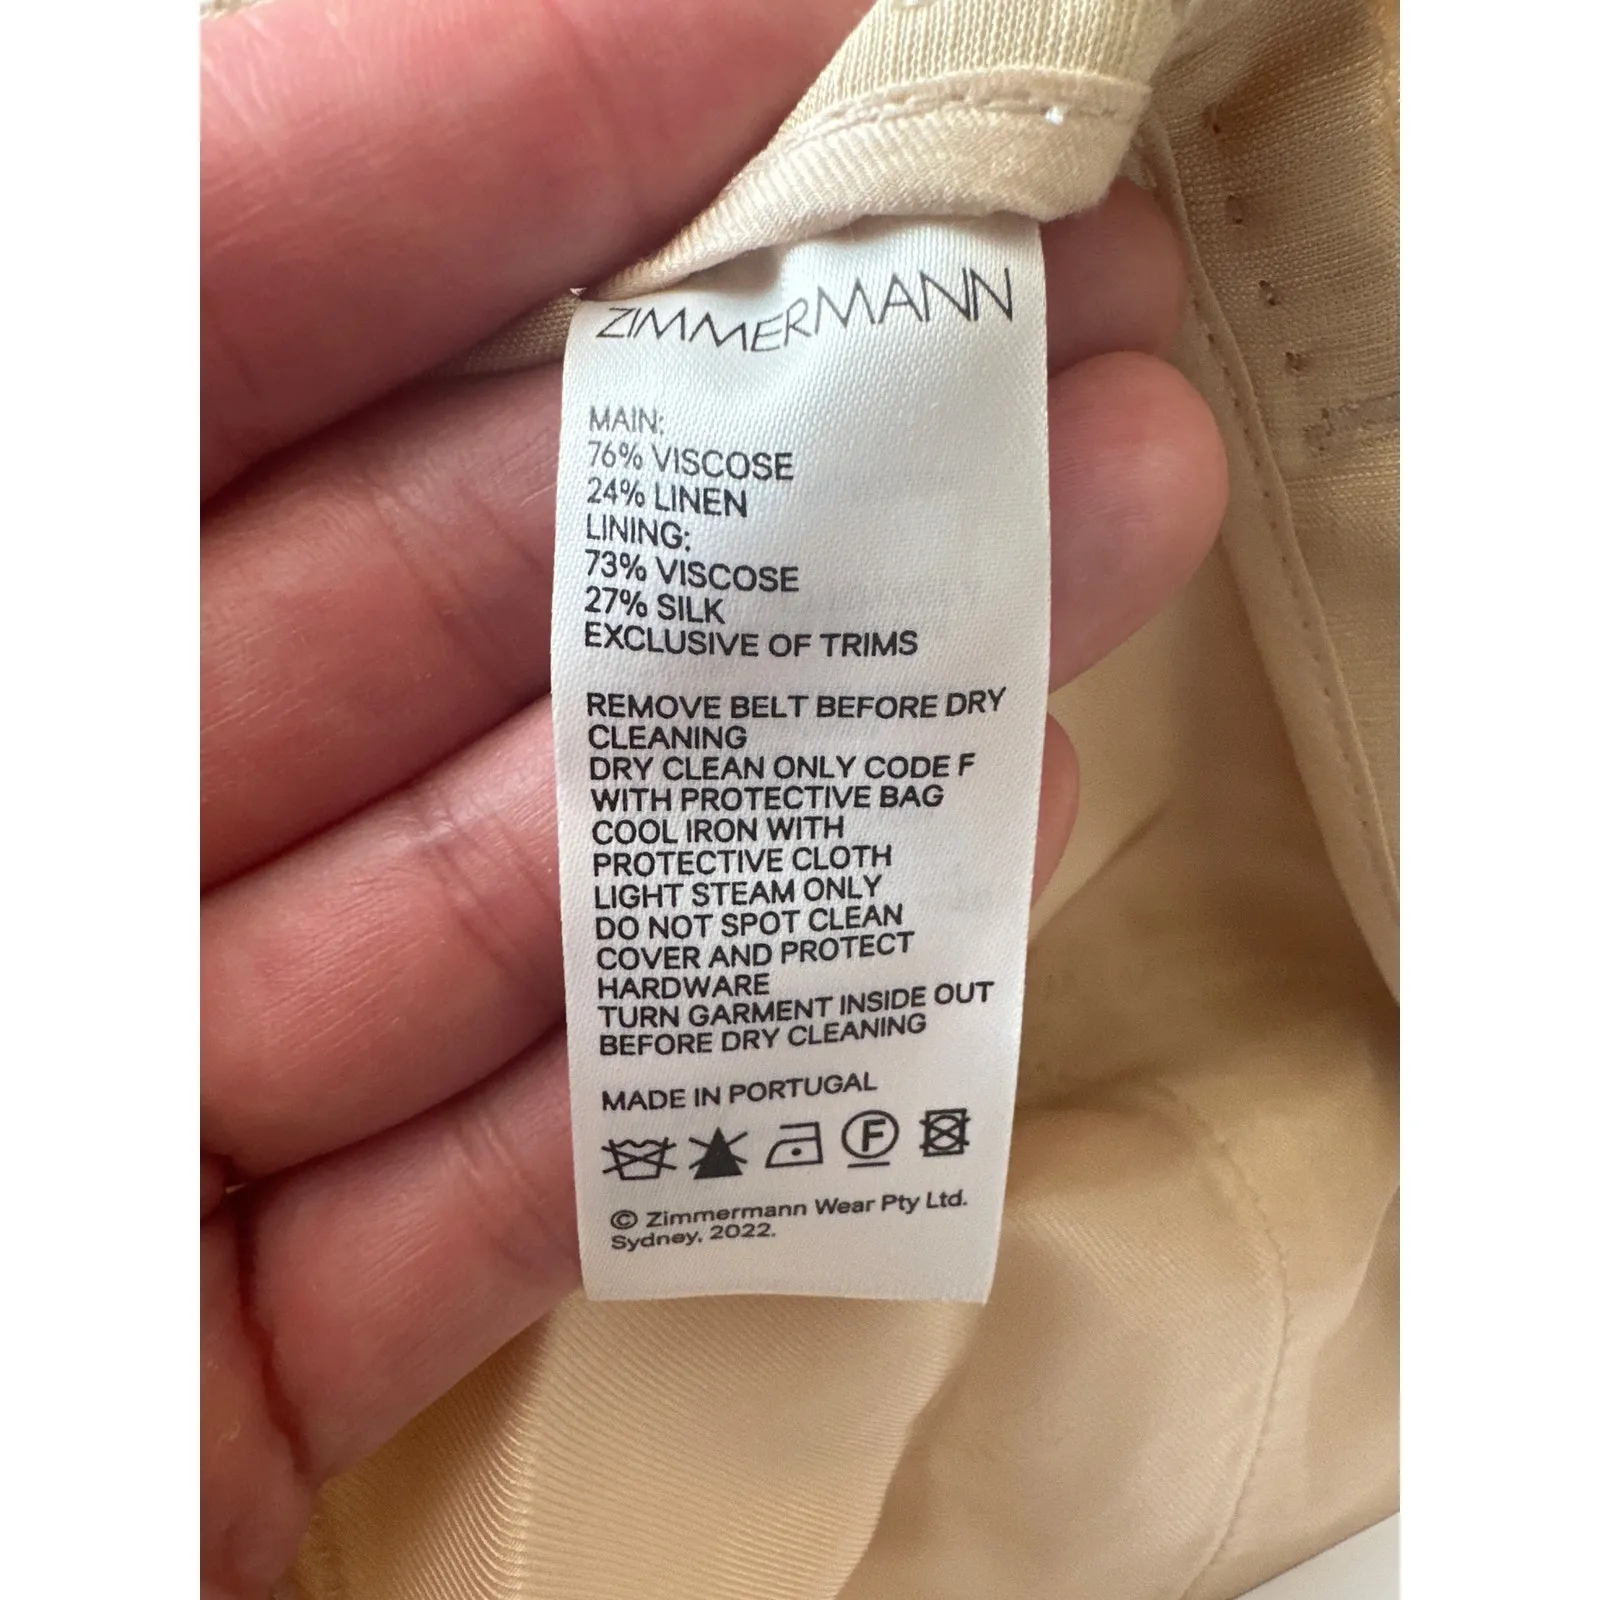 ZIMMERMANN
MAIN:
76% VISCOSE
24% LINEN
LINING:
73% VISCOSE
27% SILK
EXCLUSIVE OF TRIMS
REMOVE BELT BEFORE DRY
CLEANING
DRY CLEAN ONLY CODE F
WITH PROTECTIVE BAG
COOL IRON WITH
PROTECTIVE CLOTH
LIGHT STEAM ONLY
DO NOT SPOT CLEAN
COVER AND PROTECT
HARDWARE
TURN GARMENT INSIDE OUT
BEFORE DRY CLEANING
MADE IN PORTUGAL
F
© Zimmermann Wear Pty Ltd.
Sydney, 2022.